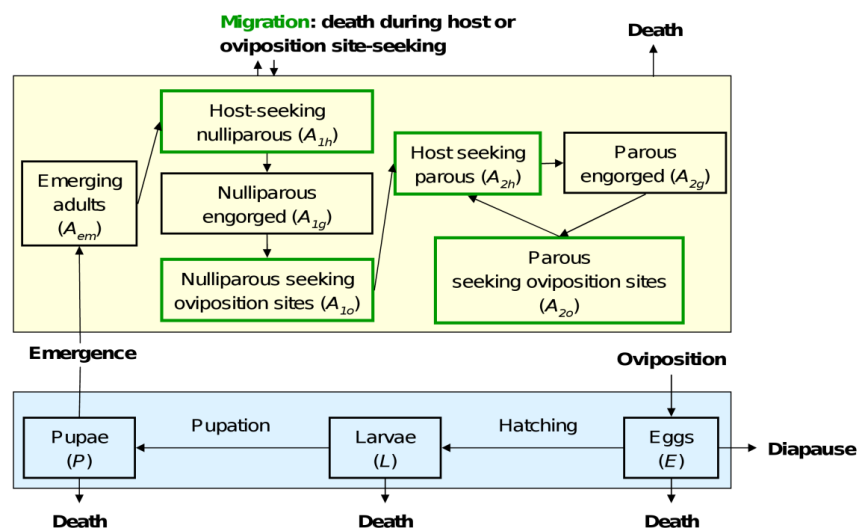 Migration: death during host or
oviposition site-seeking
Death
Host-seeking
nulliparous (A1h)
Host seeking
parous (A2h)
Parous
engorged (A2g)
Emerging
adults
(Aem)
Nulliparous
engorged (A1g)
Nulliparous seeking
oviposition sites (A1o)
Parous
seeking oviposition sites
(A2o)
Emergence
Oviposition
Pupae
(P)
Pupation
Larvae
(L)
Hatching
Eggs
(E)
Diapause
Death
Death
Death